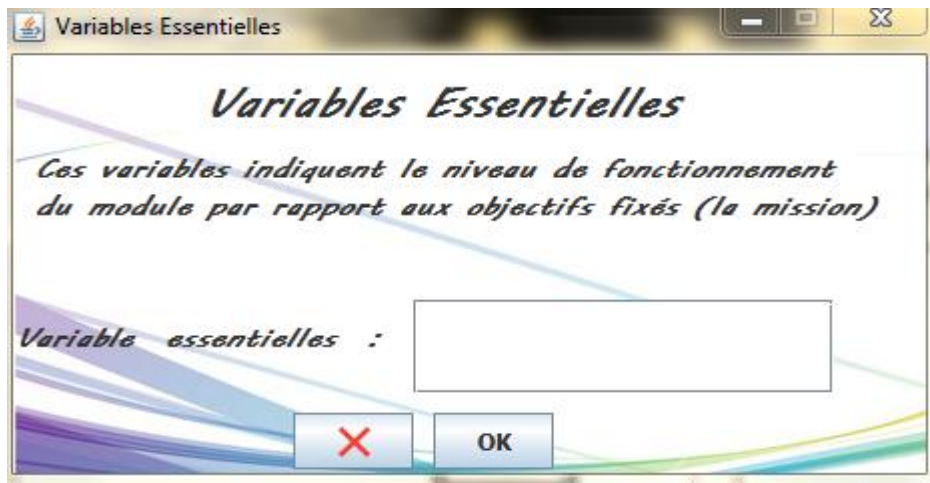 Variables Essentielles
Variables Essentielles
Ces variables indiquent le niveau de fonctionnement
du module par rapport aux objectifs fixés (la mission)
Variable essentielles :
OK